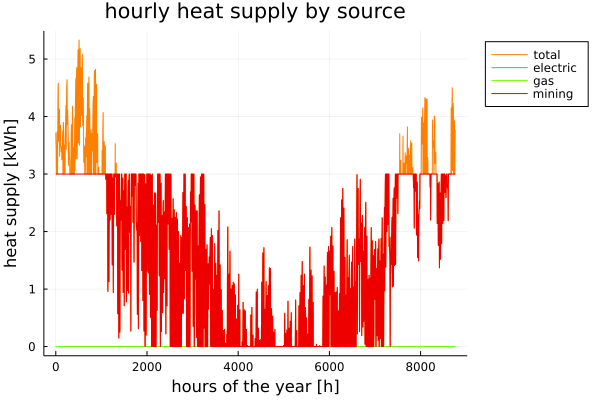 hourly heat supply by source
heat supply [kWh]
5
4
3
2
1
0
0 2000 4000 6000 8000
hours of the year [h]
total
electric
gas
mining